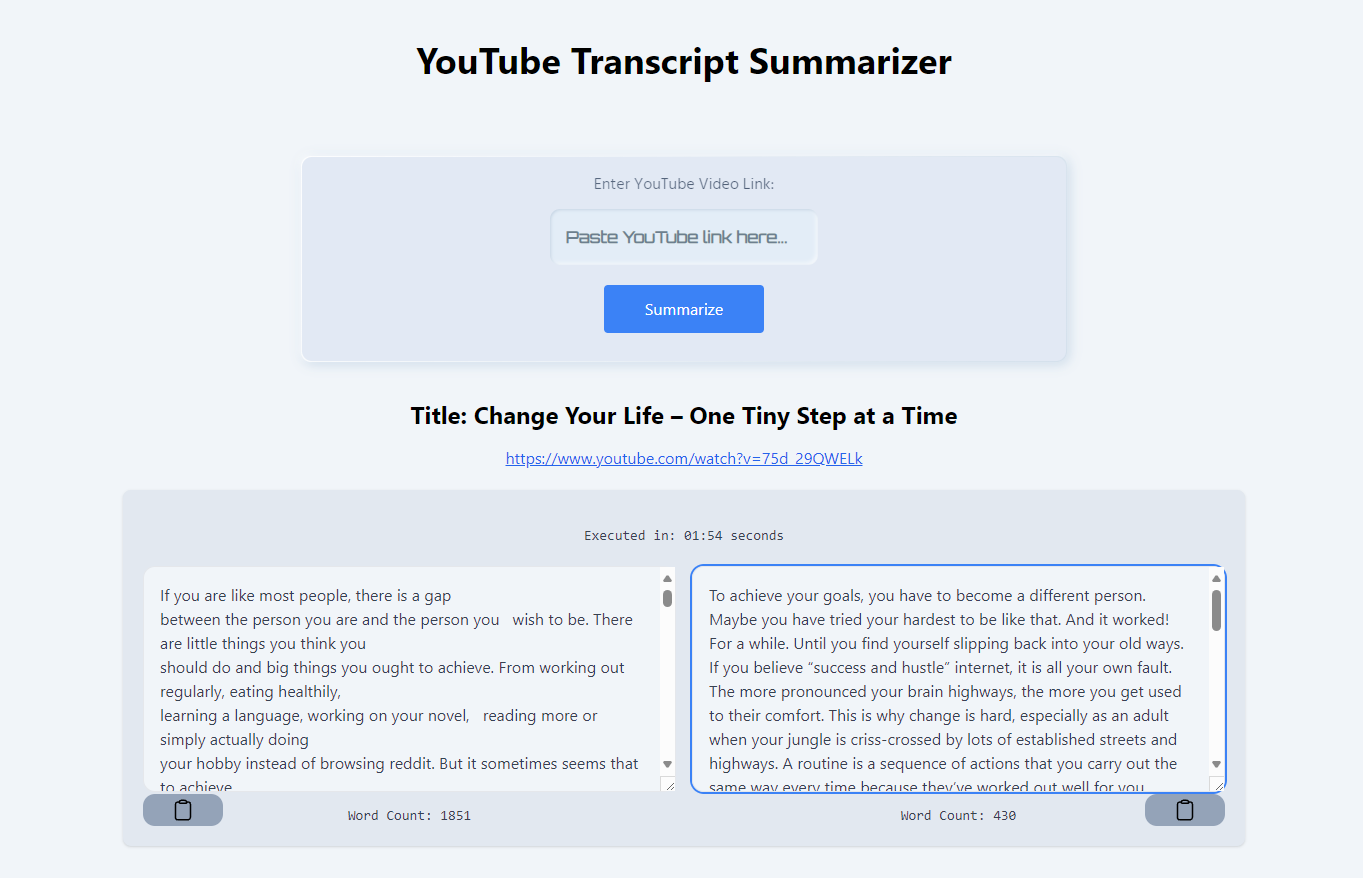 YouTube Transcript Summarizer
Enter YouTube Video Link:
Paste YouTube link here...
Summarize
Title: Change Your Life – One Tiny Step at a Time
https://www.youtube.com/watch?v=75d_29QWELk
Executed in: 01:54 seconds
If you are like most people, there is a gap
between the person you are and the person you   wish to be. There
are little things you think you
should do and big things you ought to achieve. From working out
regularly, eating healthily,
learning a language, working on your novel,   reading more or
simply actually doing
your hobby instead of browsing reddit. But it sometimes seems that
to achieve
To achieve your goals, you have to become a different person.
Maybe you have tried your hardest to be like that. And it worked!
For a while. Until you find yourself slipping back into your old ways.
If you believe “success and hustle” internet, it is all your own fault.
The more pronounced your brain highways, the more you get used
to their comfort. This is why change is hard, especially as an adult
when your jungle is criss-crossed by lots of established streets and
highways. A routine is a sequence of actions that you carry out the
same way every time because they’ve worked out well for you
Word Count: 1851
Word Count: 430